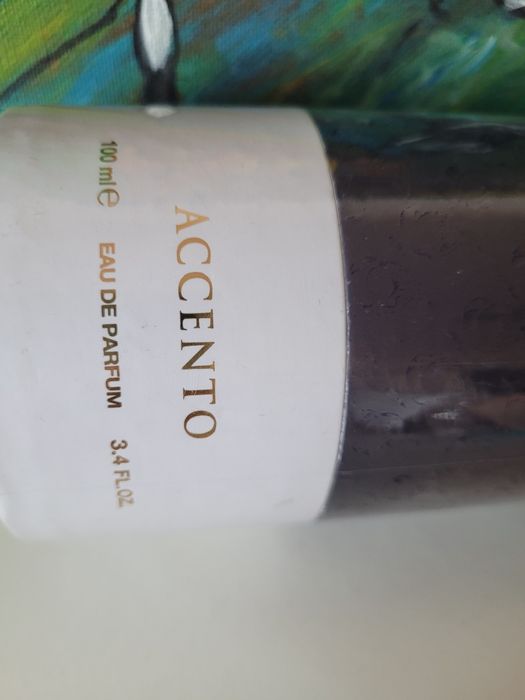 ACCENTO
100 ml e EAU DE PARFUM 3.4 FL.OZ.